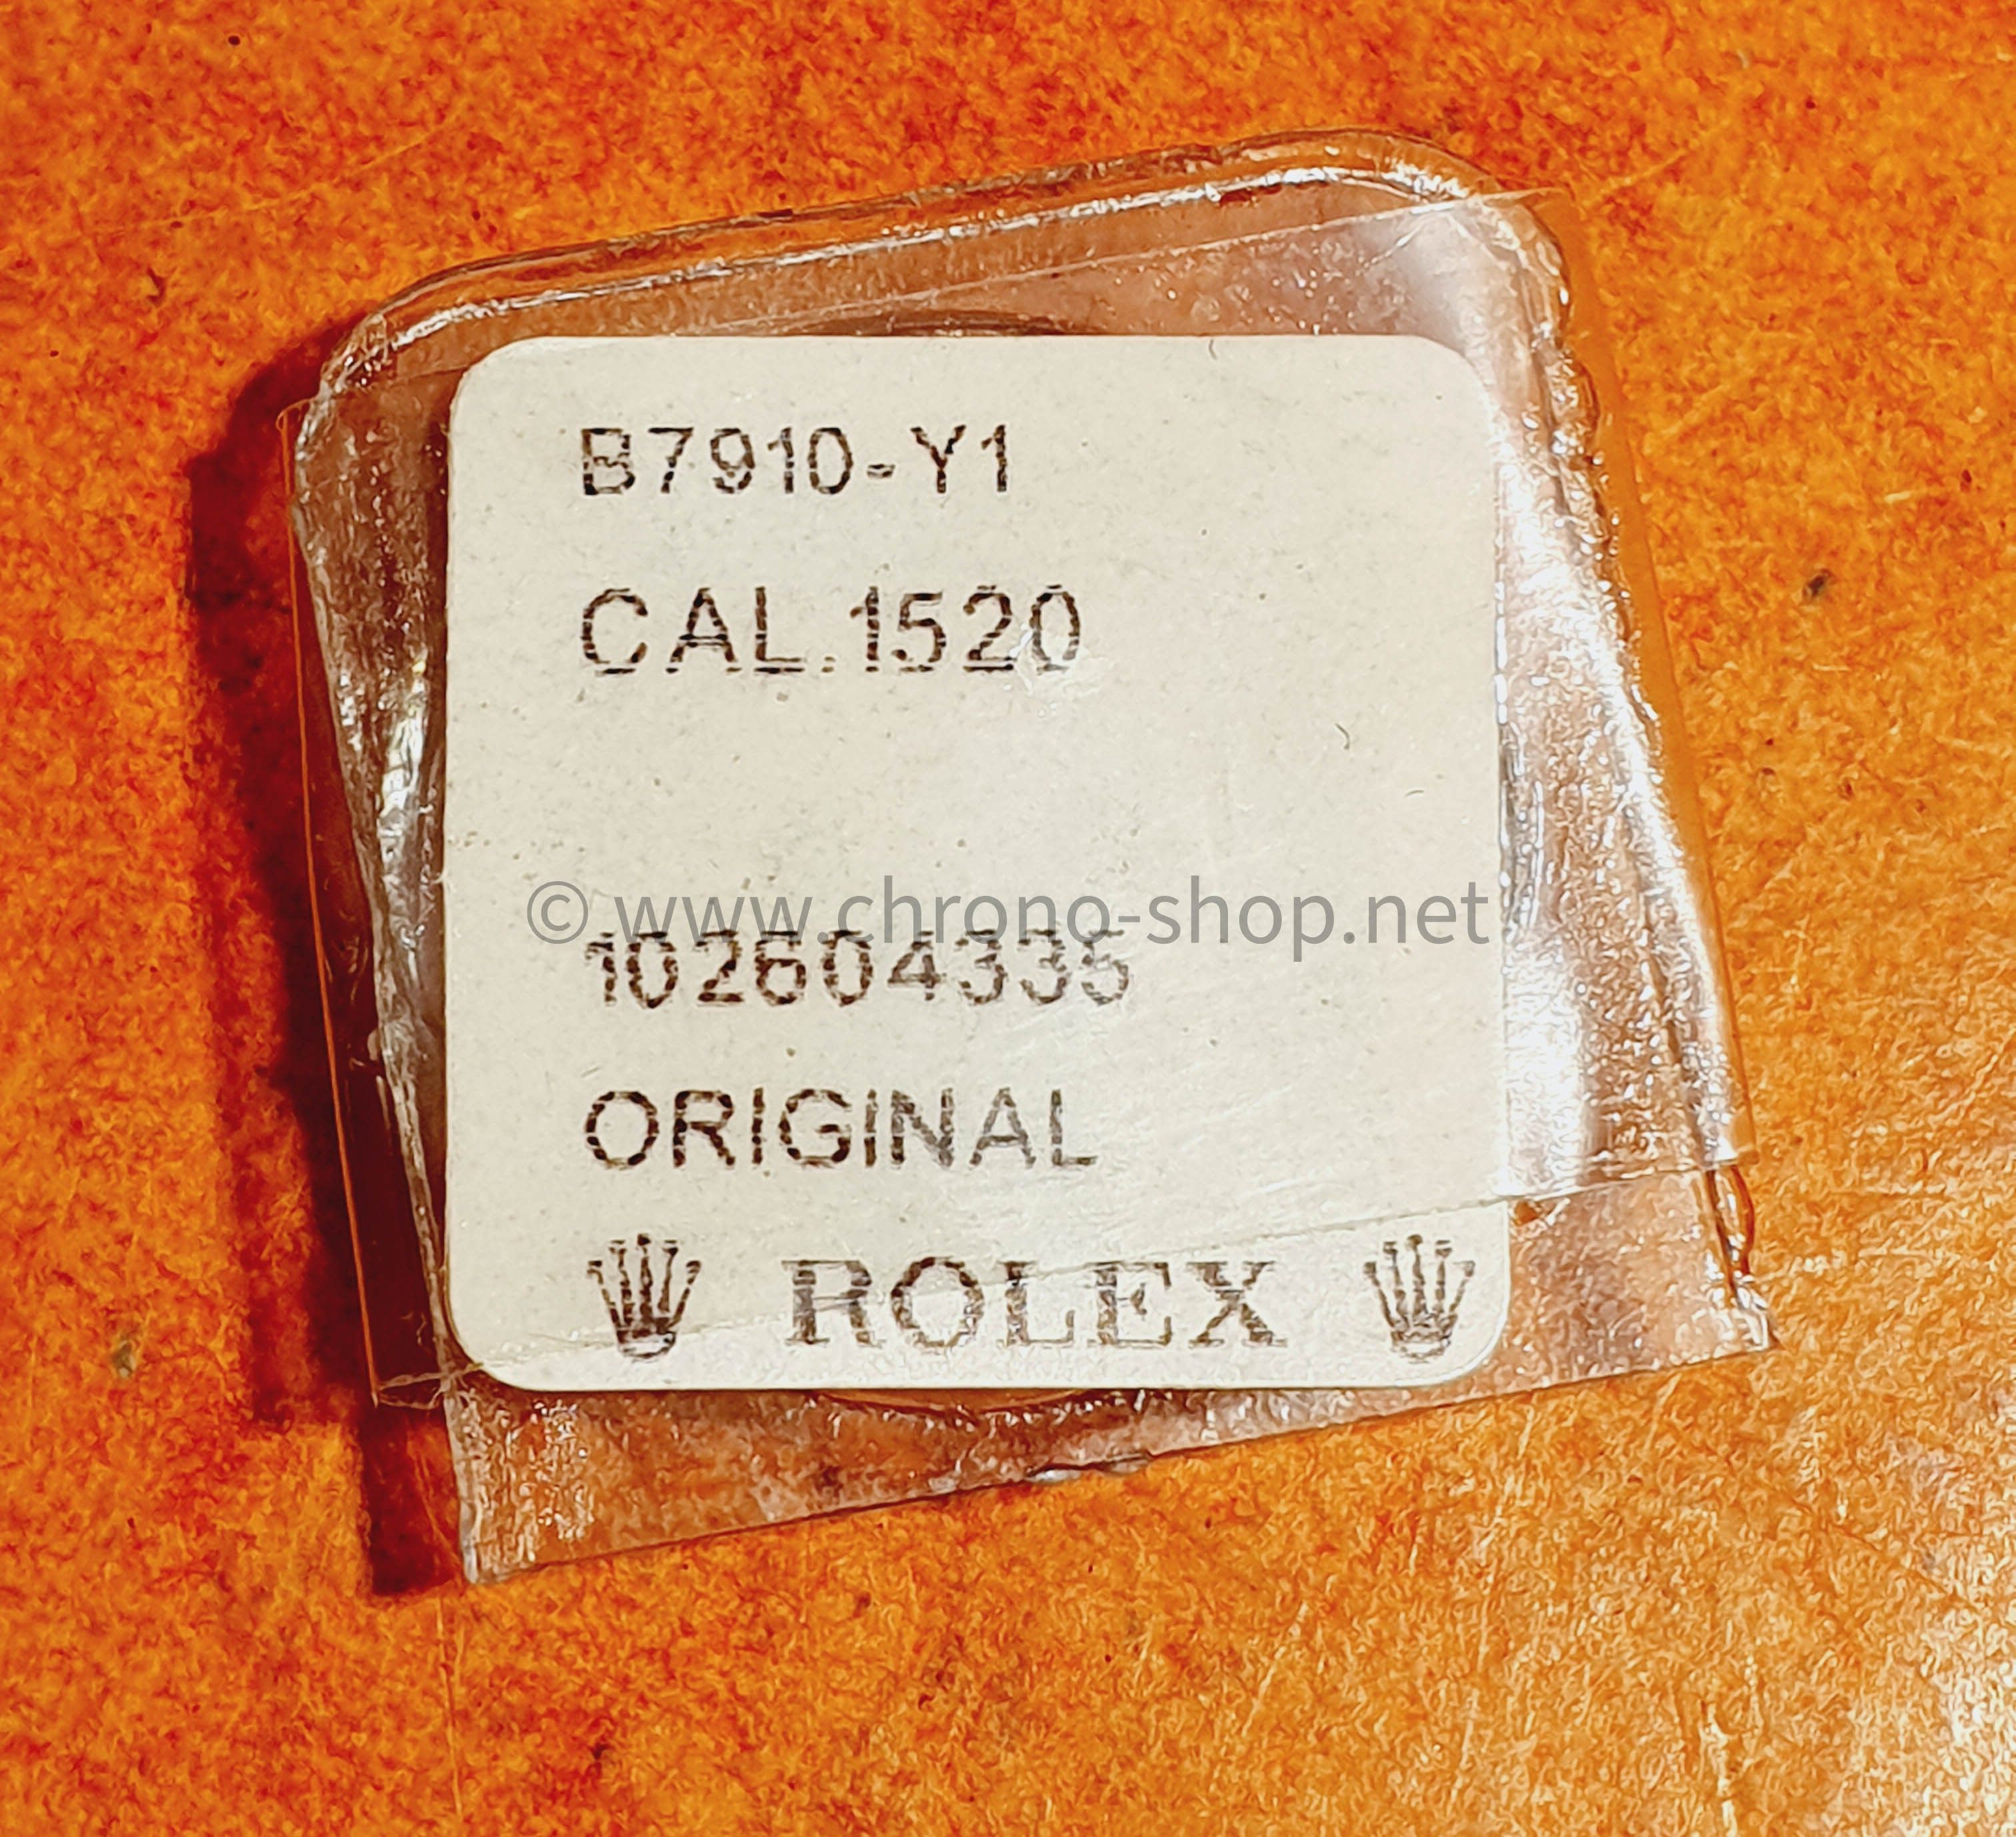 B7910-Y1
CAL.1520
© www.chrono-shop.net
102604335
ORIGINAL
ROLEX